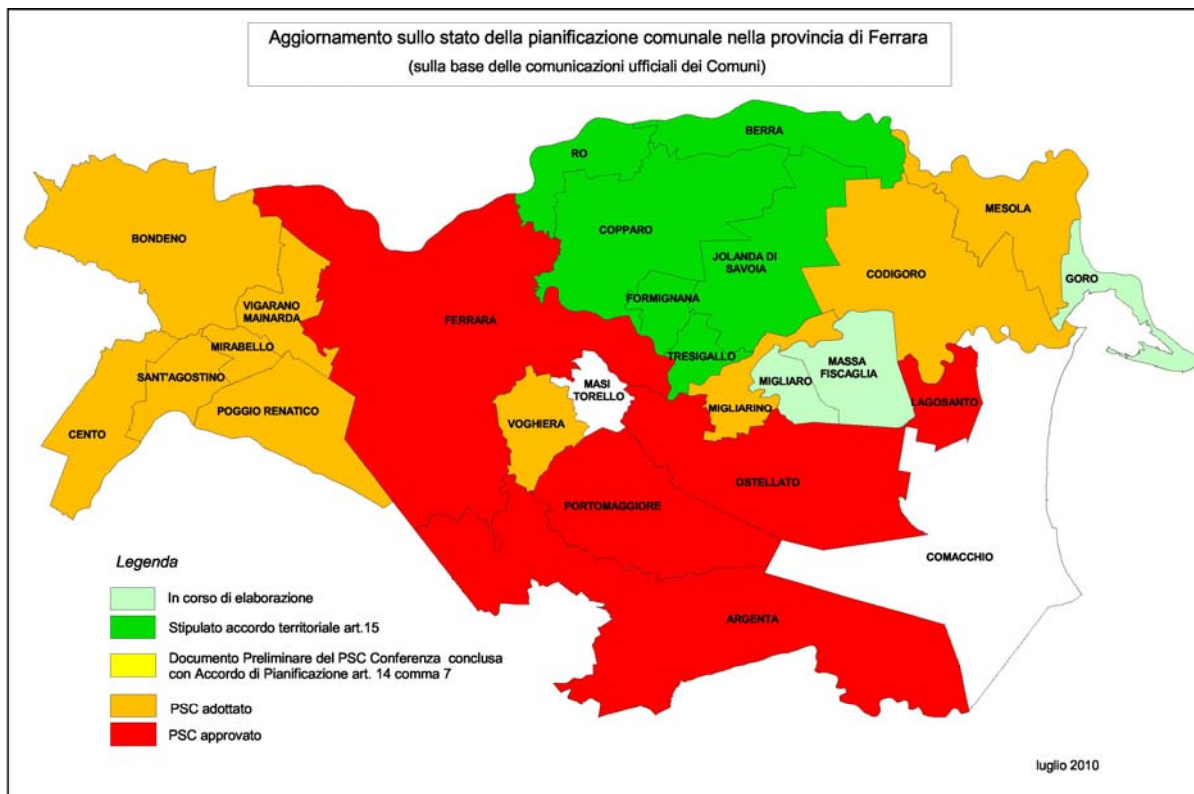 Aggiornamento sullo stato della pianificazione comunale nella provincia di Ferrara
(sulla base delle comunicazioni ufficiali dei Comuni)
BERRA
RO
MESOLA
BONDENO
COPPARO
JOLANDA DI
SAVOIA
CODIGORO
GORO
FORMIGNANA
VIGARANO
MAINARDA
FERRARA
MIRABELLO
TRESIGALLO
MASSA
FISCAGLIA
SANT'AGOSTINO
MIGLIARO
MASI
TORELLO
LAGOSANTO
POGGIO RENATICO
MIGLIARINO
VOGHIERA
CENTO
OSTELLATO
PORTOMAGGIORE
COMACCHIO
ARGENTA
Legenda
In corso di elaborazione
Stipulato accordo territoriale art.15
Documento Preliminare del PSC Conferenza conclusa
con Accordo di Pianificazione art. 14 comma 7
PSC adottato
PSC approvato
luglio 2010